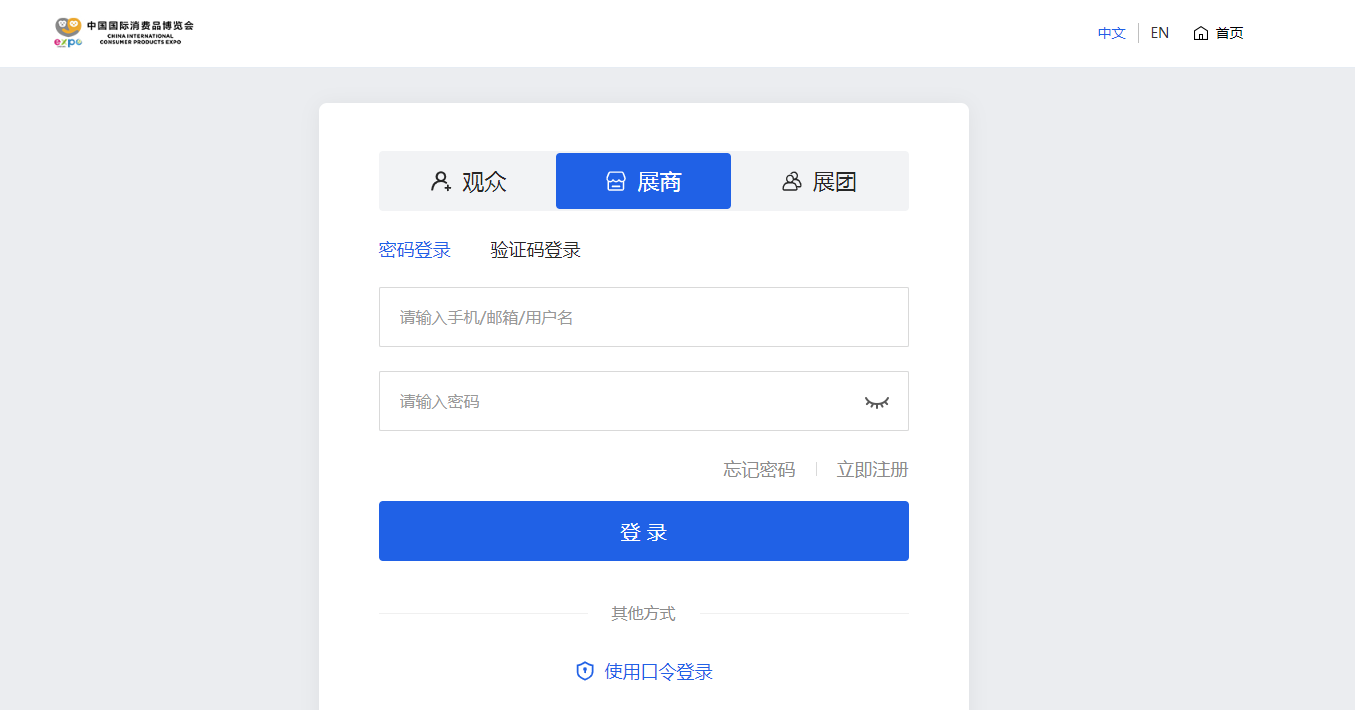 中国国际消费品博览会
CHINA INTERNATIONAL
CONSUMER PRODUCTS EXPO
expo
中文 EN 首页
观众 展商 展团
密码登录 验证码登录
请输入手机/邮箱/用户名
请输入密码
忘记密码 立即注册
登 录
其他方式
使用口令登录